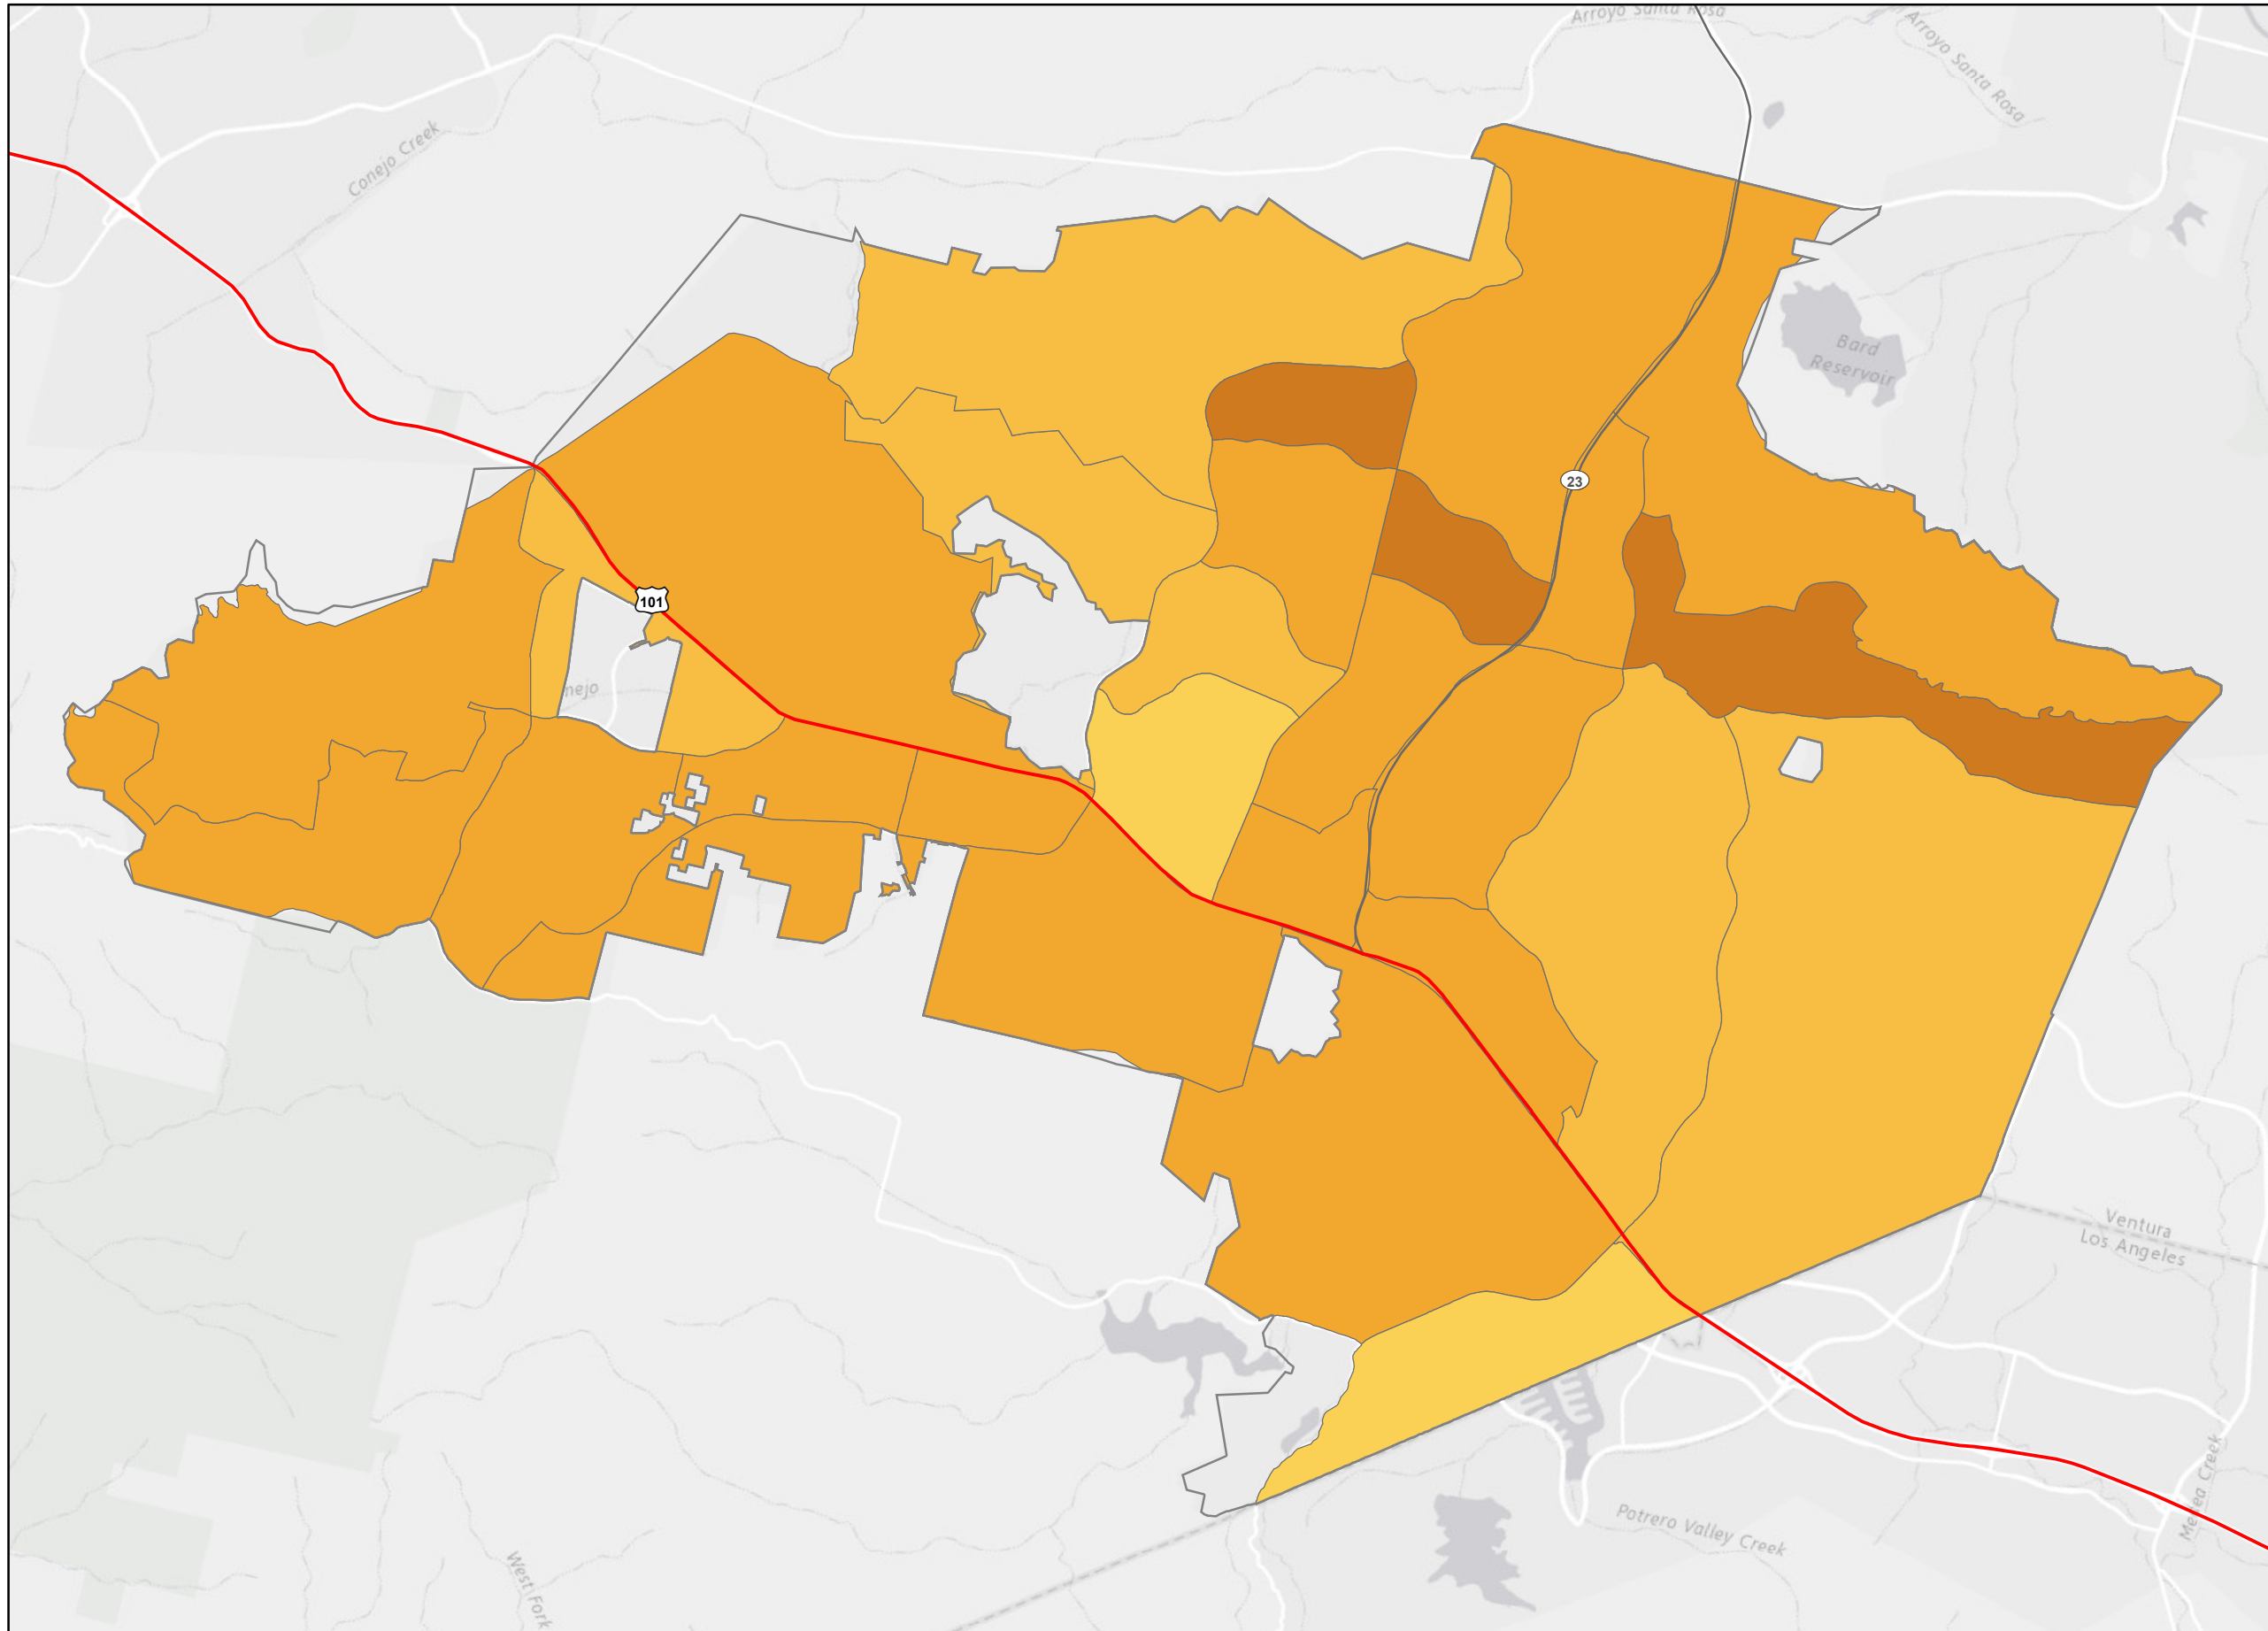 Arroyo Santa Rosa
Arroyo Santa Rosa
Conejo Creek
Bard
Reservoir
23
101
nejo
Ventura
Los Angeles
Potrero Valley Creek
West Fork
Creek